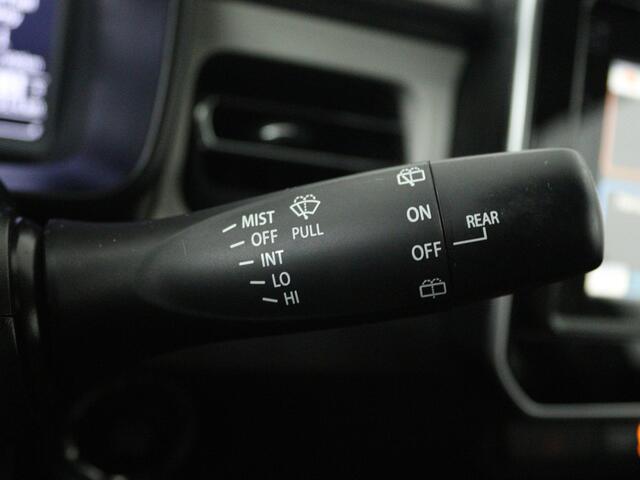 MIST
OFF PULL
INT
LO
HI
ON
OFF
REAR